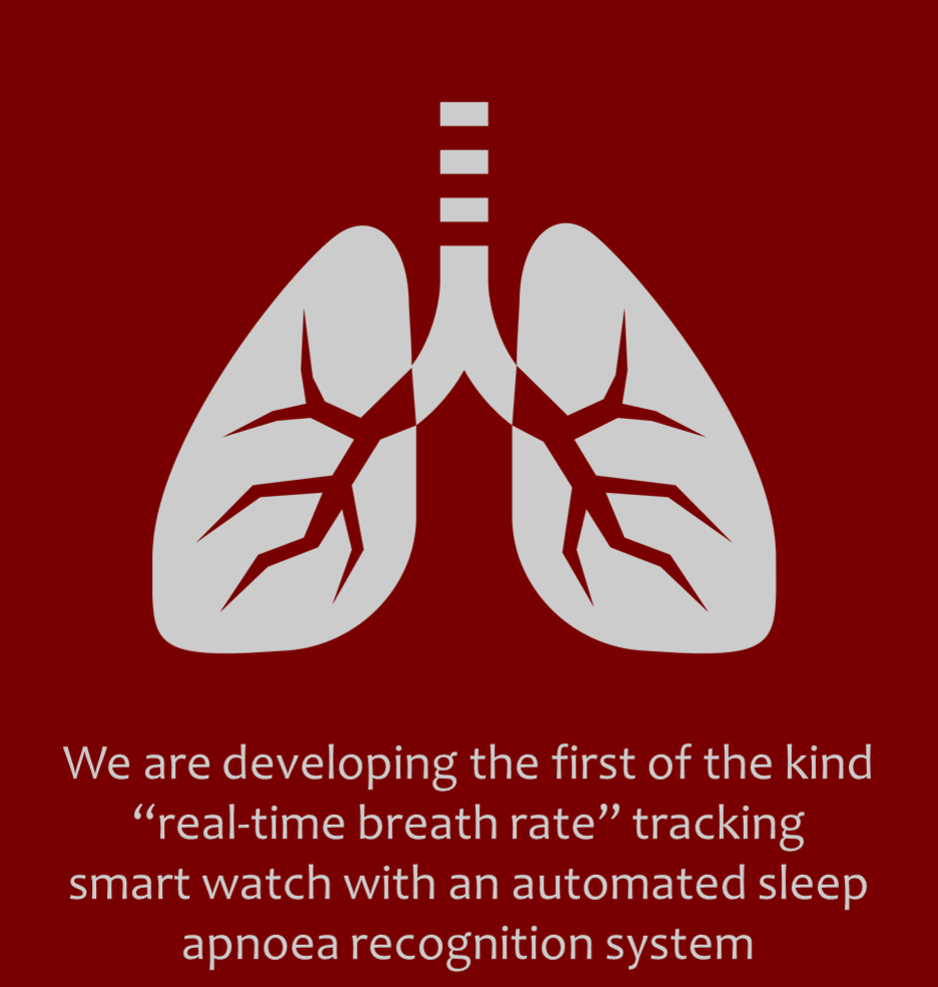 We are developing the first of the kind
“real-time breath rate” tracking
smart watch with an automated sleep
apnoea recognition system